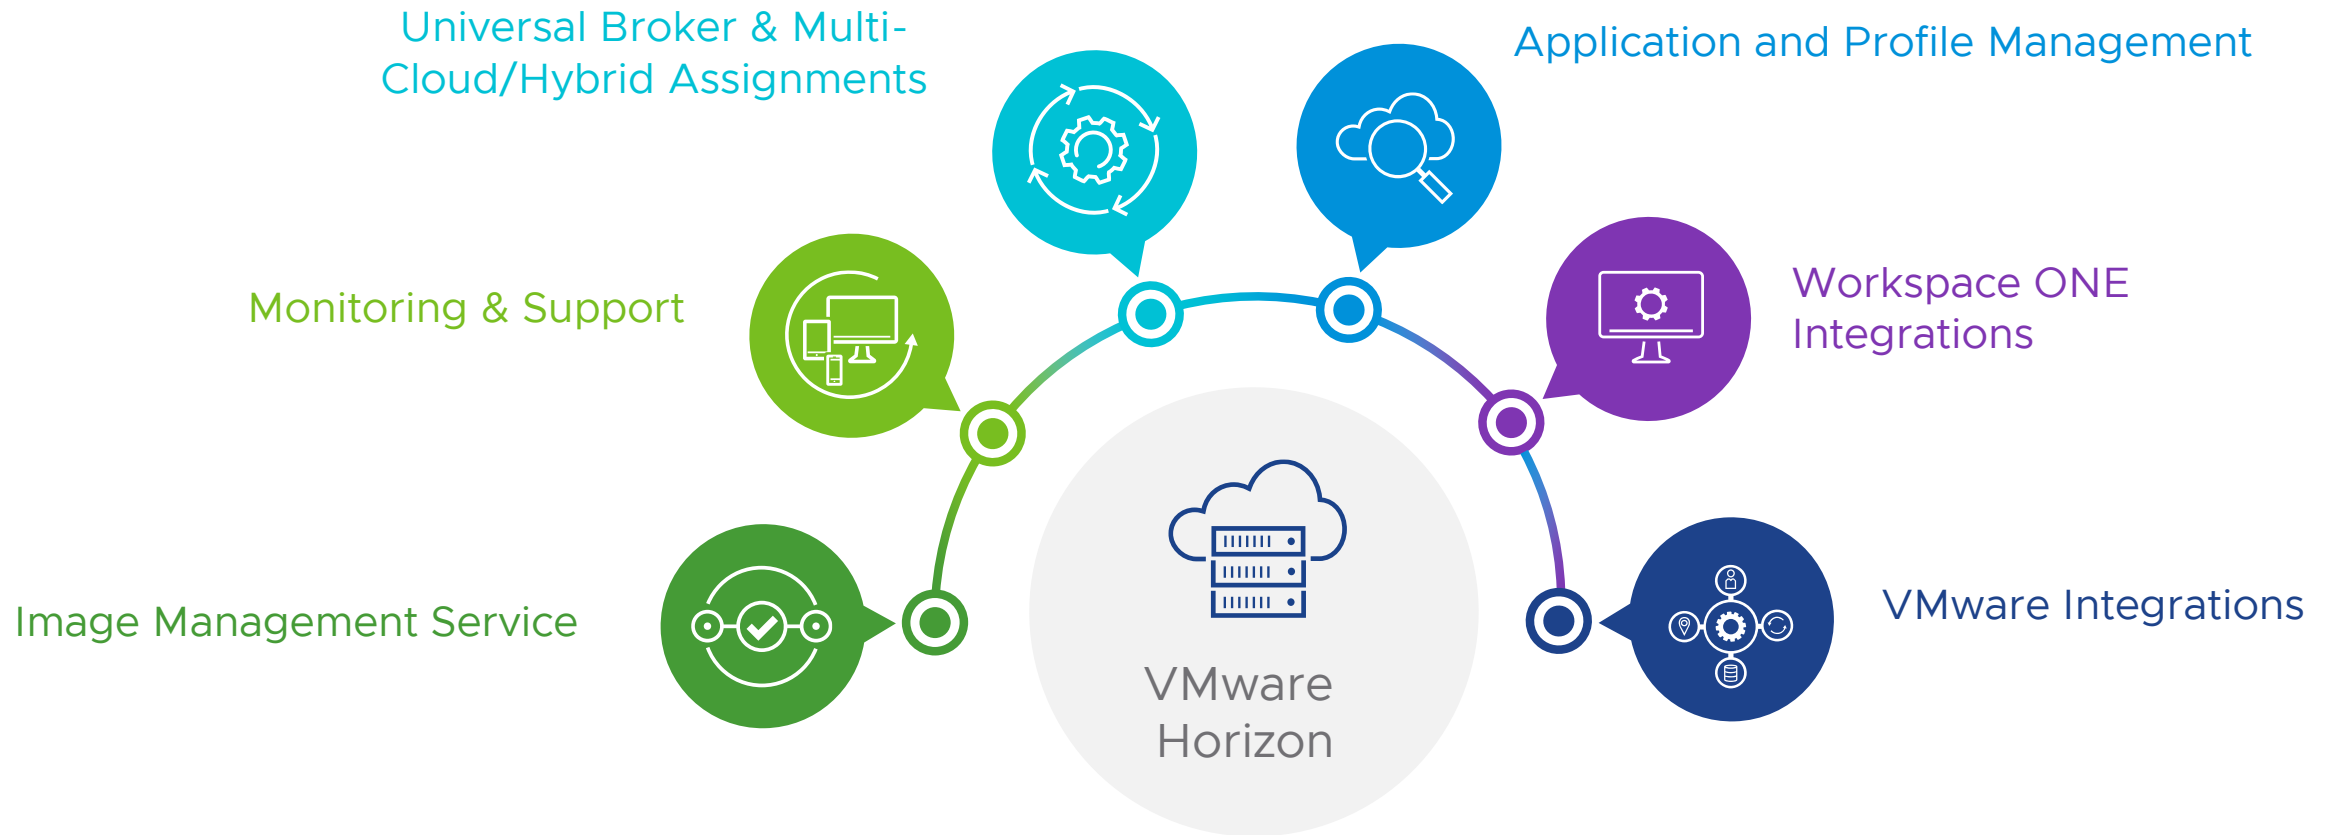 Universal Broker & Multi-
Cloud/Hybrid Assignments
Application and Profile Management
Monitoring & Support
Workspace ONE
Integrations
Image Management Service
VMware Integrations
VMware
Horizon